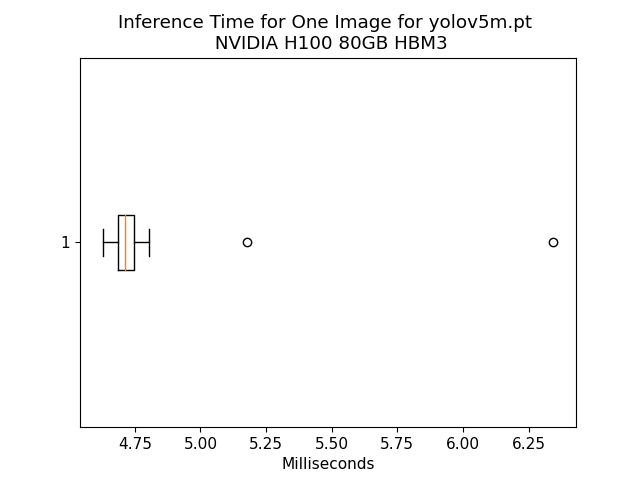 Inference Time for One Image for yolov5m.pt
NVIDIA H100 80GB HBM3
1
4.75 5.00 5.25 5.50 5.75 6.00 6.25
Milliseconds